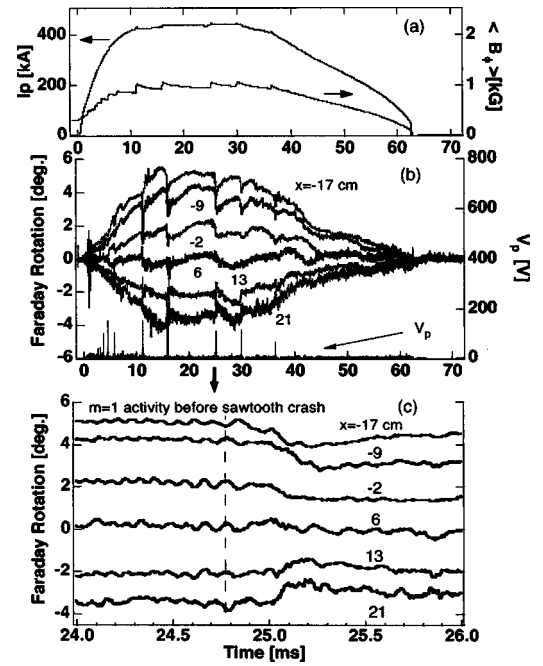 (a)
Ip [kA]
400
200
0
2
1
0
< Bϕ >[kG]
0 10 20 30 40 50 60 70
(b)
Faraday Rotation [deg.]
6
4
2
0
-2
-4
-6
x=-17 cm
-9
-2
6
13
21
Vp
800
600
400
200
0
Vp [V]
0 10 20 30 40 50 60 70
m=1 activity before sawtooth crash
(c)
Faraday Rotation [deg.]
6
4
2
0
-2
-4
x=-17 cm
-9
-2
6
13
21
24.0 24.5 25.0 25.5 26.0
Time [ms]